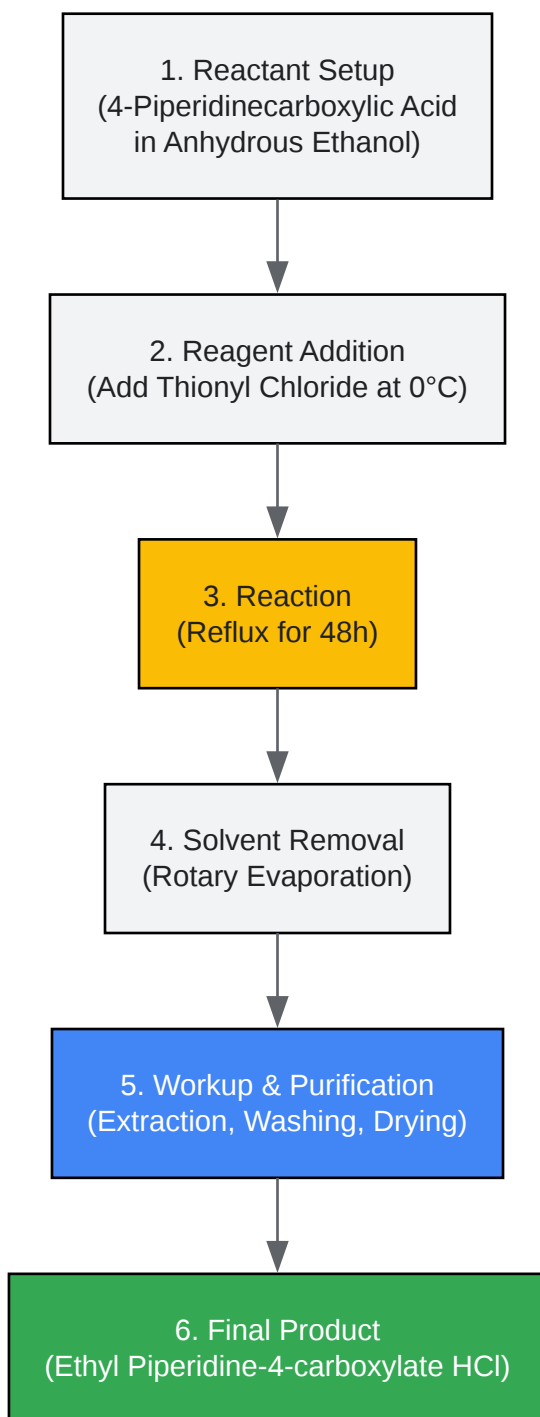 1. Reactant Setup
(4-Piperidinecarboxylic Acid
in Anhydrous Ethanol)
2. Reagent Addition
(Add Thionyl Chloride at 0°C)
3. Reaction
(Reflux for 48h)
4. Solvent Removal
(Rotary Evaporation)
5. Workup & Purification
(Extraction, Washing, Drying)
6. Final Product
(Ethyl Piperidine-4-carboxylate HCl)